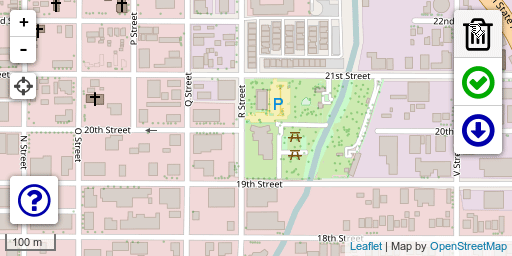 +
-
22nd
State
P Street
21st Street
Q Street
R Street
P
O Street
20th Street
20th
N Street
V Street
19th Street
?
18th Street
100 m
Leaflet | Map by OpenStreetMap